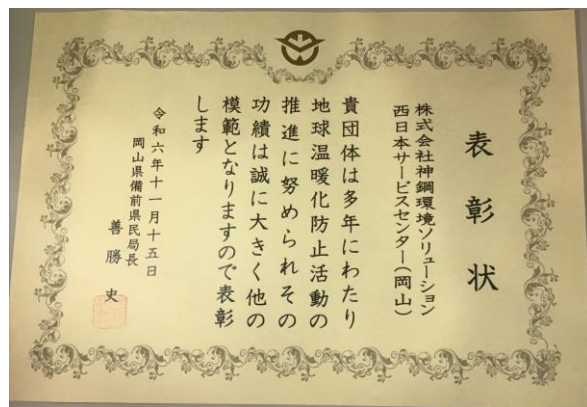 表彰状
株式会社神鋼環境ソリューション
西日本サービスセンター(岡山)
貴団体は多年にわたり
地球温暖化防止活動の
推進に努められその
功績は誠に大きく他の
模範となりますので表彰
します
令和六年十一月十五日
岡山県備前県民局長
善勝史